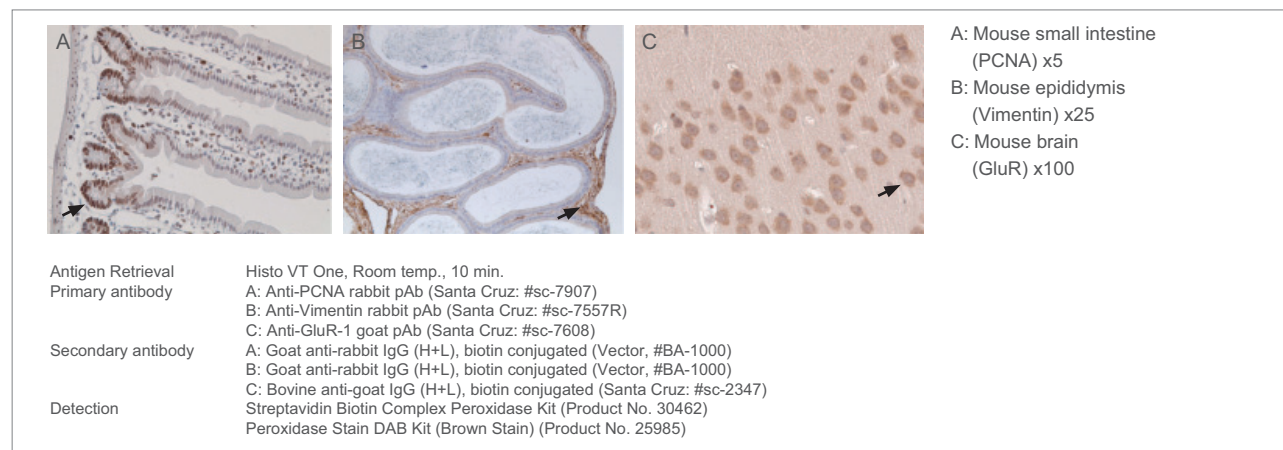 A
B
C
A: Mouse small intestine
(PCNA) x5
B: Mouse epididymis
(Vimentin) x25
C: Mouse brain
(GluR) x100
Antigen Retrieval Histo VT One, Room temp., 10 min.
Primary antibody A: Anti-PCNA rabbit pAb (Santa Cruz: #sc-7907)
B: Anti-Vimentin rabbit pAb (Santa Cruz: #sc-7557R)
C: Anti-GluR-1 goat pAb (Santa Cruz: #sc-7608)
Secondary antibody A: Goat anti-rabbit IgG (H+L), biotin conjugated (Vector, #BA-1000)
B: Goat anti-rabbit IgG (H+L), biotin conjugated (Vector, #BA-1000)
C: Bovine anti-goat IgG (H+L), biotin conjugated (Santa Cruz: #sc-2347)
Detection Streptavidin Biotin Complex Peroxidase Kit (Product No. 30462)
Peroxidase Stain DAB Kit (Brown Stain) (Product No. 25985)